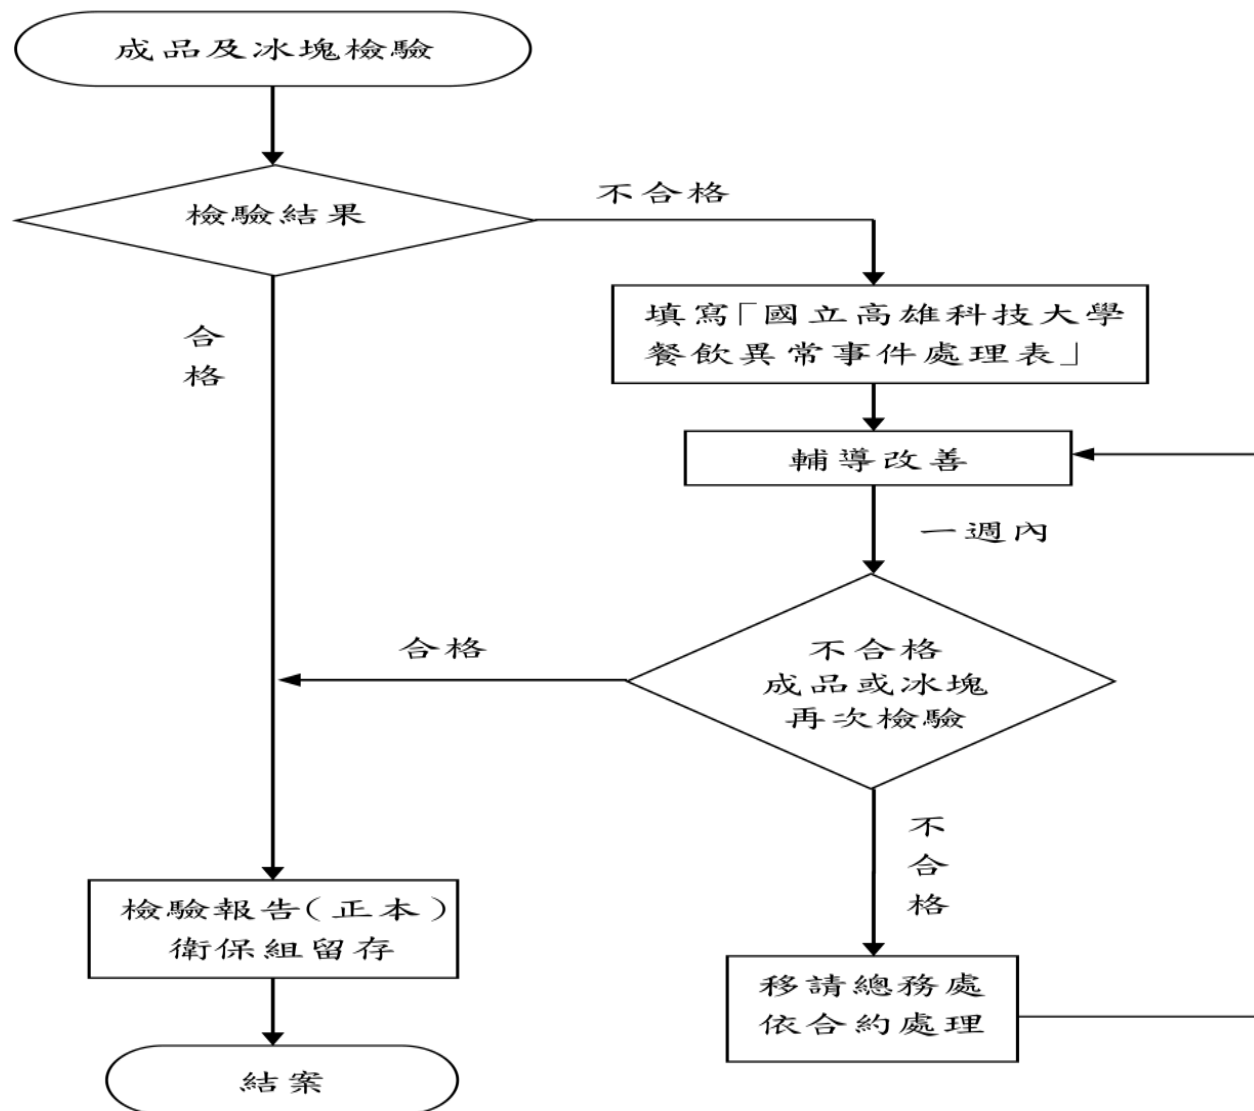 成品及冰塊檢驗
檢驗結果
不合格
合
格
填寫「國立高雄科技大學
餐飲異常事件處理表」
輔導改善
一週內
合格
不合格
成品或冰塊
再次檢驗
不
合
格
檢驗報告(正本)
衛保組留存
移請總務處
依合約處理
結案